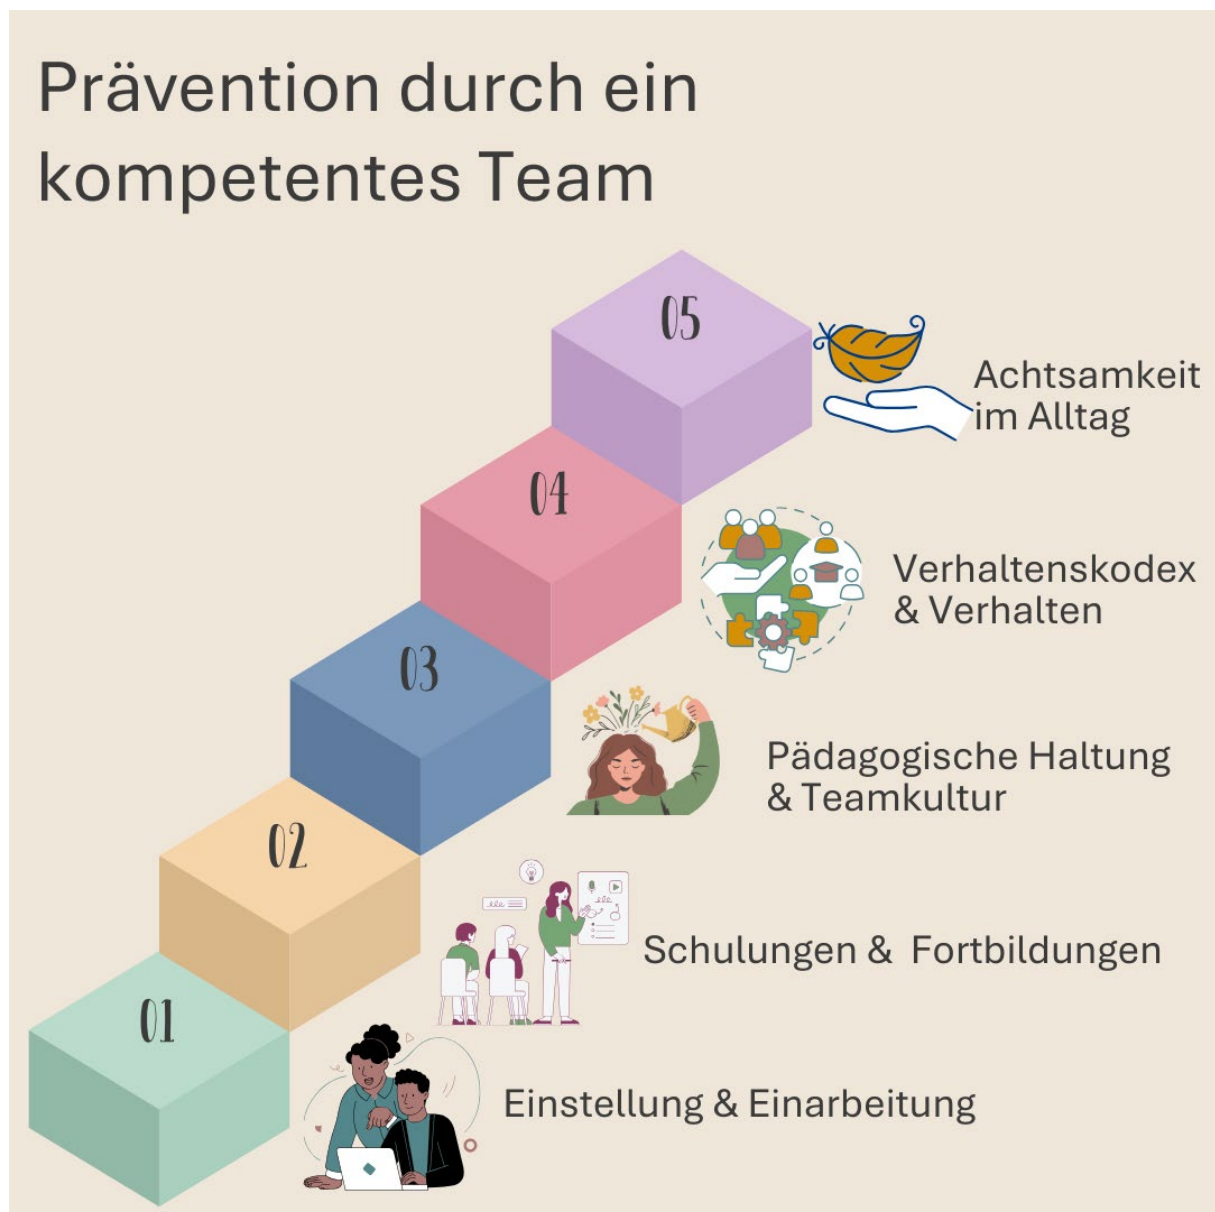 Prävention durch ein
kompetentes Team
05
Achtsamkeit
im Alltag
04
Verhaltenskodex
& Verhalten
03
Pädagogische Haltung
& Teamkultur
02
Schulungen & Fortbildungen
01
Einstellung & Einarbeitung